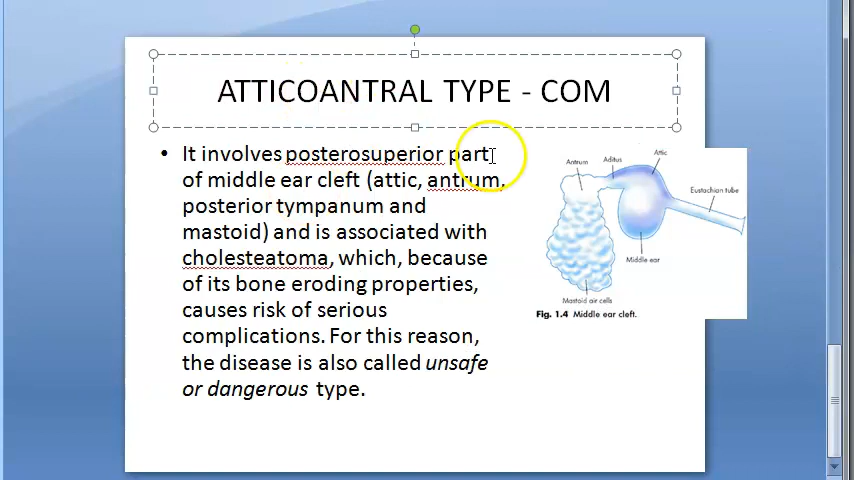 ATTICOANTRAL TYPE - COM
• It involves posterosuperior part
of middle ear cleft (attic, antrum,
posterior tympanum and
mastoid) and is associated with
cholesteatoma, which, because
of its bone eroding properties,
causes risk of serious
complications. For this reason,
the disease is also called unsafe
or dangerous type.
Antrum
Aditus
Attic
Eustachian tube
Middle ear
Mastoid air cells
Fig. 1.4 Middle ear cleft.